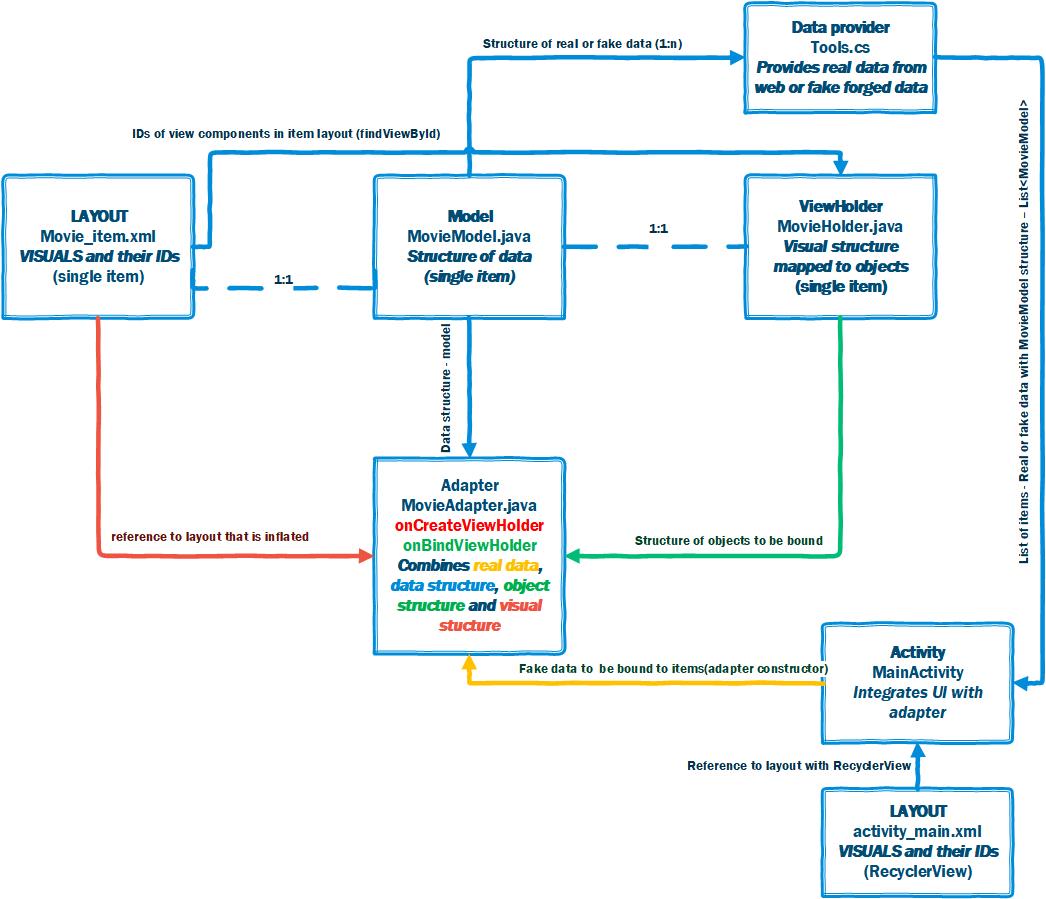 Data provider
Tools.cs
Provides real data from
web or fake forged data
Structure of real or fake data (1:n)
IDs of view components in item layout (findViewById)
LAYOUT
Movie_item.xml
VISUALS and their IDs
(single item)
1:1
Model
MovieModel.java
Structure of data
(single item)
1:1
ViewHolder
MovieHolder.java
Visual structure
mapped to objects
(single item)
List of items - Real or fake data with MovieModel structure – List<MovieModel>
Data structure - model
Adapter
MovieAdapter.java
onCreateViewHolder
onBindViewHolder
Combines real data,
data structure, object
structure and visual
stucture
reference to layout that is inflated
Structure of objects to be bound
Fake data to be bound to items(adapter constructor)
Activity
MainActivity
Integrates UI with
adapter
Reference to layout with RecyclerView
LAYOUT
activity_main.xml
VISUALS and their IDs
(RecyclerView)